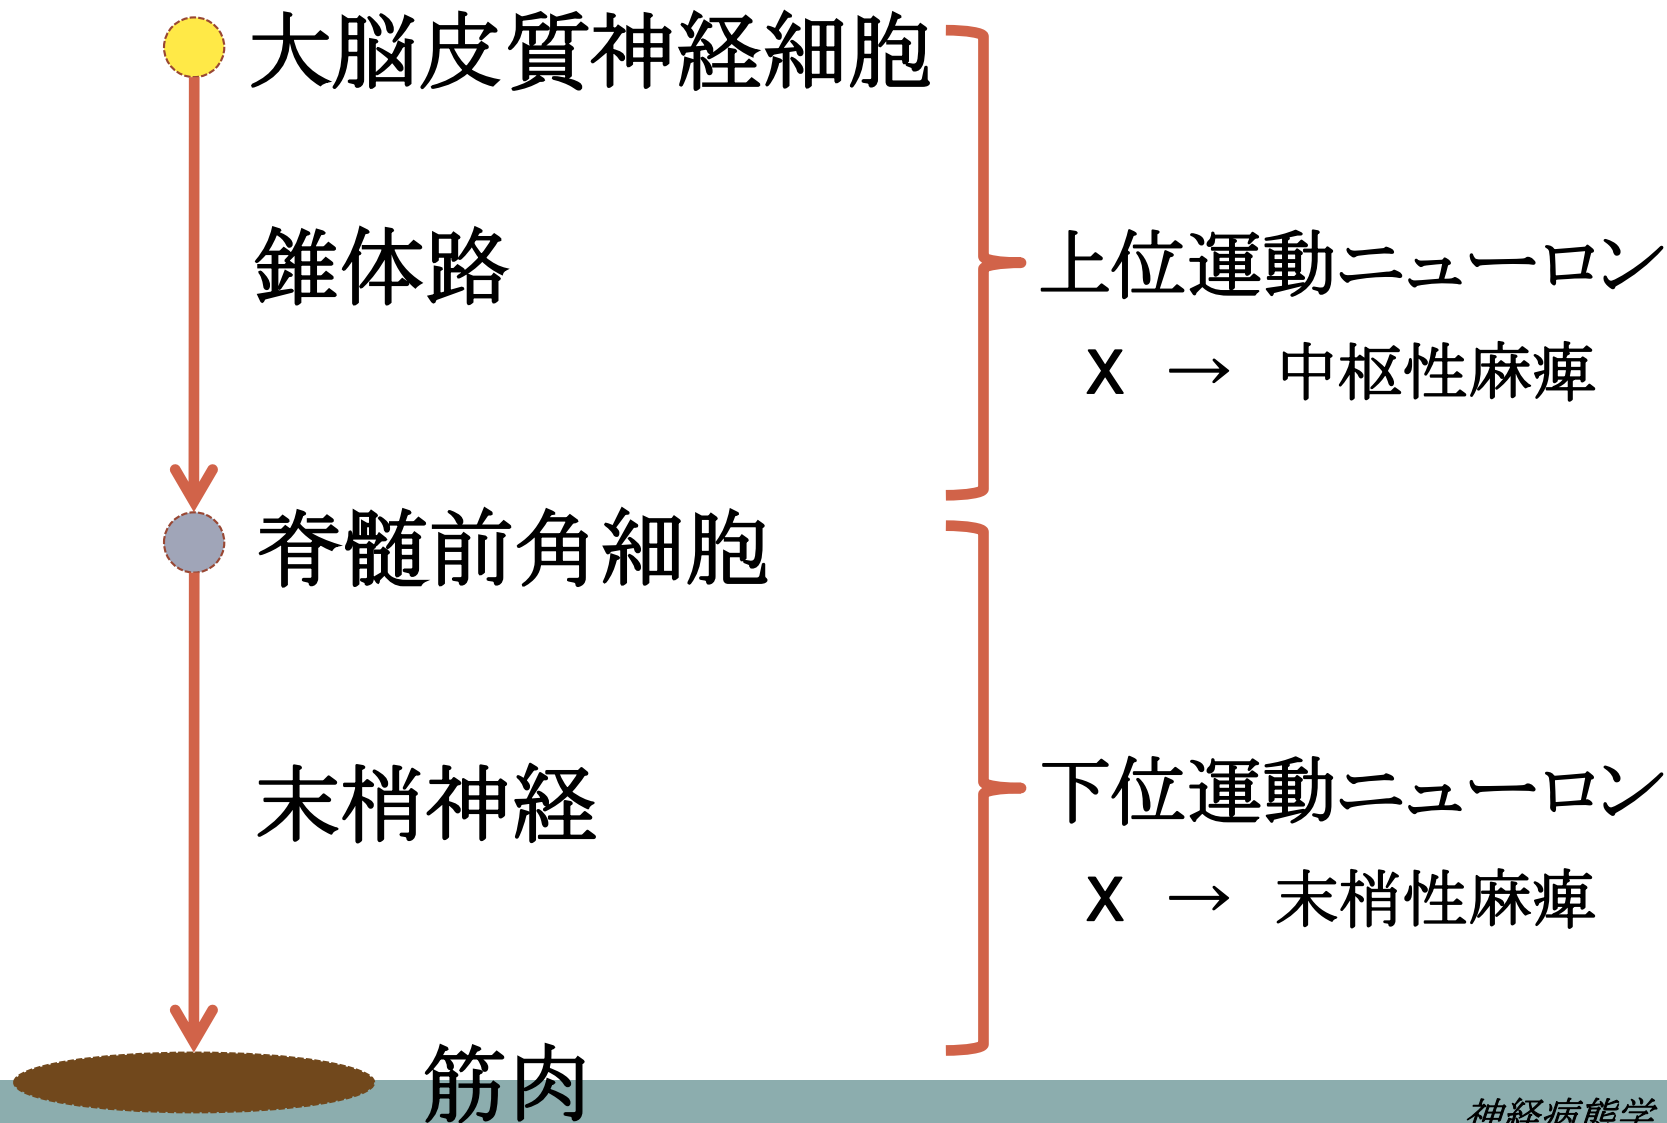 大脳皮質神経細胞
錐体路
上位運動ニューロン
X → 中枢性麻痺
脊髄前角細胞
末梢神経
下位運動ニューロン
X → 末梢性麻痺
筋肉
神経病態学